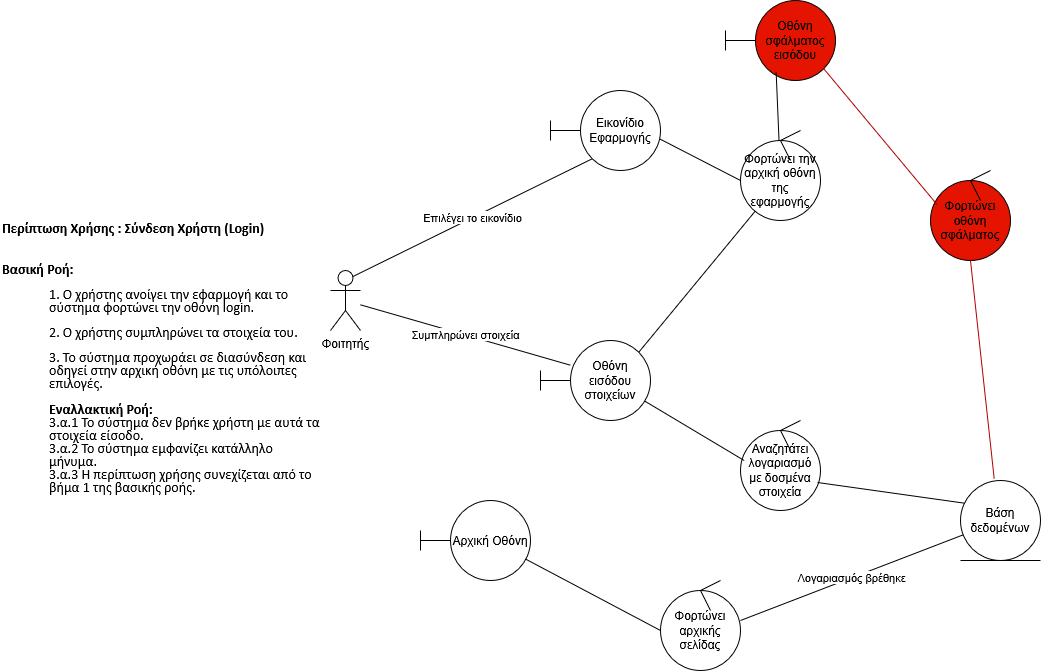 Περίπτωση Χρήσης : Σύνδεση Χρήστη (Login)
Βασική Ροή:
1. Ο χρήστης ανοίγει την εφαρμογή και το
σύστημα φορτώνει την οθόνη login.
2. Ο χρήστης συμπληρώνει τα στοιχεία του.
3. Το σύστημα προχωράει σε διασύνδεση και
οδηγεί στην αρχική οθόνη με τις υπόλοιπες
επιλογές.
Εναλλακτική Ροή:
3.α.1 Το σύστημα δεν βρήκε χρήστη με αυτά τα
στοιχεία είσοδο.
3.α.2 Το σύστημα εμφανίζει κατάλληλο
μήνυμα.
3.α.3 Η περίπτωση χρήσης συνεχίζεται από το
βήμα 1 της βασικής ροής.
Φοιτητής
Επιλέγει το εικονίδιο
Συμπληρώνει στοιχεία
Εικονίδιο
Εφαρμογής
Οθόνη
σφάλματος
εισόδου
Φορτώνει την
αρχική οθόνη
της
εφαρμογής
Φορτώνει
οθόνη
σφάλματος
Οθόνη
εισόδου
στοιχείων
Αναζητάτει
λογαριασμό
με δοσμένα
στοιχεία
Βάση
δεδομένων
Λογαριασμός βρέθηκε
Αρχική Οθόνη
Φορτώνει
αρχικής
σελίδας